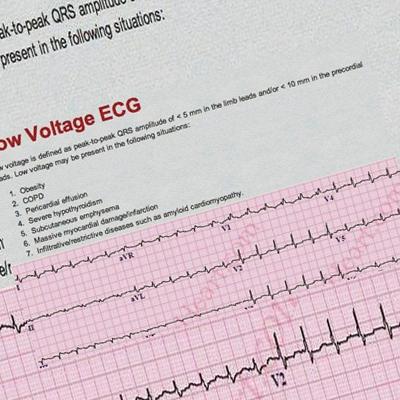 ak-to-peak QRS amplitude
present in the following situations:
ow Voltage ECG
w voltage is defined as peak-to-peak QRS amplitude of < 5 mm in the limb leads and/or < 10 mm in the precordial
ads. Low voltage may be present in the following situations:
1. Obesity
2. COPD
3. Pericardial effusion
4. Severe hypothyroidism
5. Subcutaneous emphysema
6. Massive myocardial damage/infarction
7. Infiltrative/restrictive diseases such as amyloid cardiomyopathy.
e/r
I
aVR
V1
V4
II
aVL
V2
V5
V2